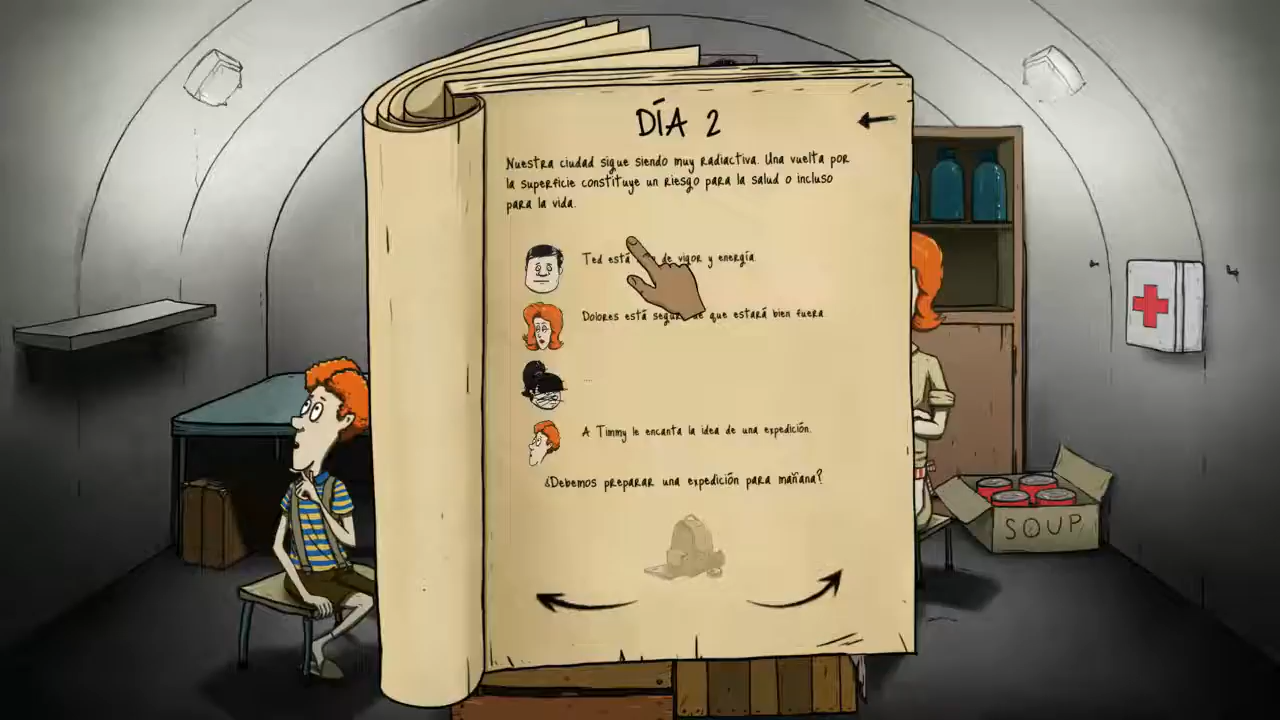 DÍA 2
Nuestra ciudad sigue siendo muy radiactiva. Una vuelta por
la superficie constituye un riesgo para la salud o incluso
para la vida.
Ted está de vigor y energía.
Dolores está que estará bien fuera.
....
A Timmy le encanta la idea de una expedición.
¿Debemos preparar una expedición para mañana?
SOUP